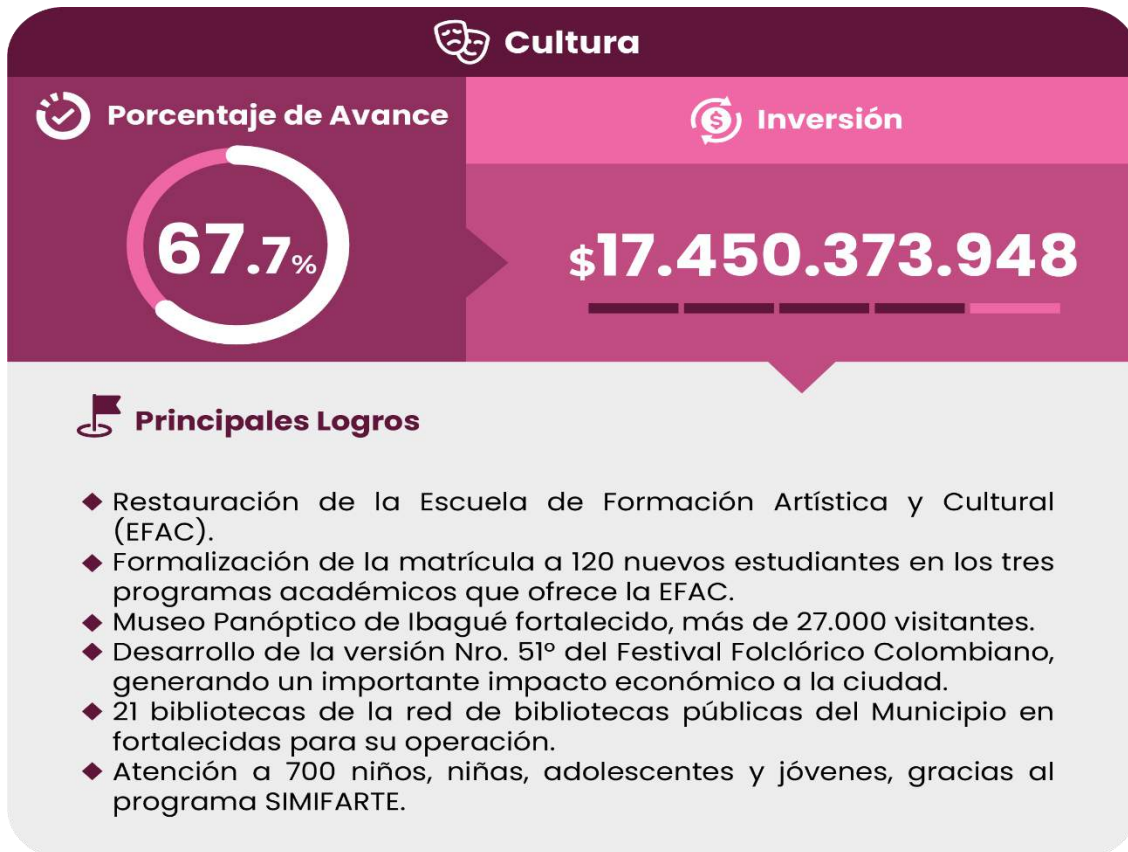 Cultura
Porcentaje de Avance
Inversión
67.7%
$17.450.373.948
Principales Logros
◆ Restauración de la Escuela de Formación Artística y Cultural
(EFAC).
◆ Formalización de la matrícula a 120 nuevos estudiantes en los tres
programas académicos que ofrece la EFAC.
◆ Museo Panóptico de Ibagué fortalecido, más de 27.000 visitantes.
◆ Desarrollo de la versión Nro. 51° del Festival Folclórico Colombiano,
generando un importante impacto económico a la ciudad.
◆ 21 bibliotecas de la red de bibliotecas públicas del Municipio en
fortalecidas para su operación.
◆ Atención a 700 niños, niñas, adolescentes y jóvenes, gracias al
programa SIMIFARTE.